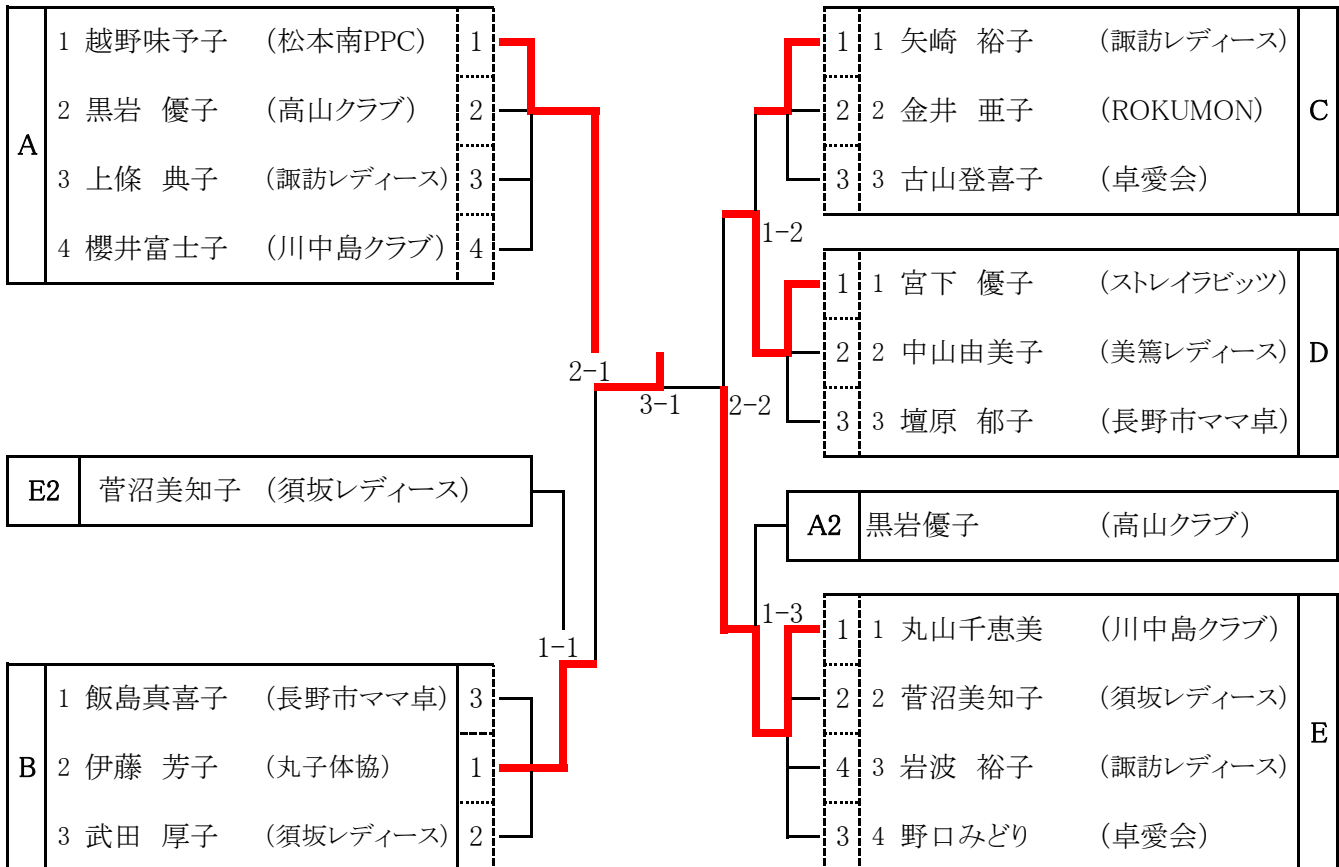 A
1 越野味予子 (松本南PPC) 1
2 黒岩 優子 (高山クラブ) 2
3 上條 典子 (諏訪レディース) 3
4 櫻井富士子 (川中島クラブ) 4
E2 菅沼美知子 (須坂レディース)
B
1 飯島真喜子 (長野市ママ卓) 3
2 伊藤 芳子 (丸子体協) 1
3 武田 厚子 (須坂レディース) 2
2-1
1-1
3-1
2-2
1-2
1-3
1 1 矢崎 裕子 (諏訪レディース)
2 2 金井 亜子 (ROKUMON)
3 3 古山登喜子 (卓愛会)
C
1 1 宮下 優子 (ストレイラビッツ)
2 2 中山由美子 (美篶レディース)
3 3 壇原 郁子 (長野市ママ卓)
D
A2 黒岩優子 (高山クラブ)
1 1 丸山千恵美 (川中島クラブ)
2 2 菅沼美知子 (須坂レディース)
4 3 岩波 裕子 (諏訪レディース)
3 4 野口みどり (卓愛会)
E